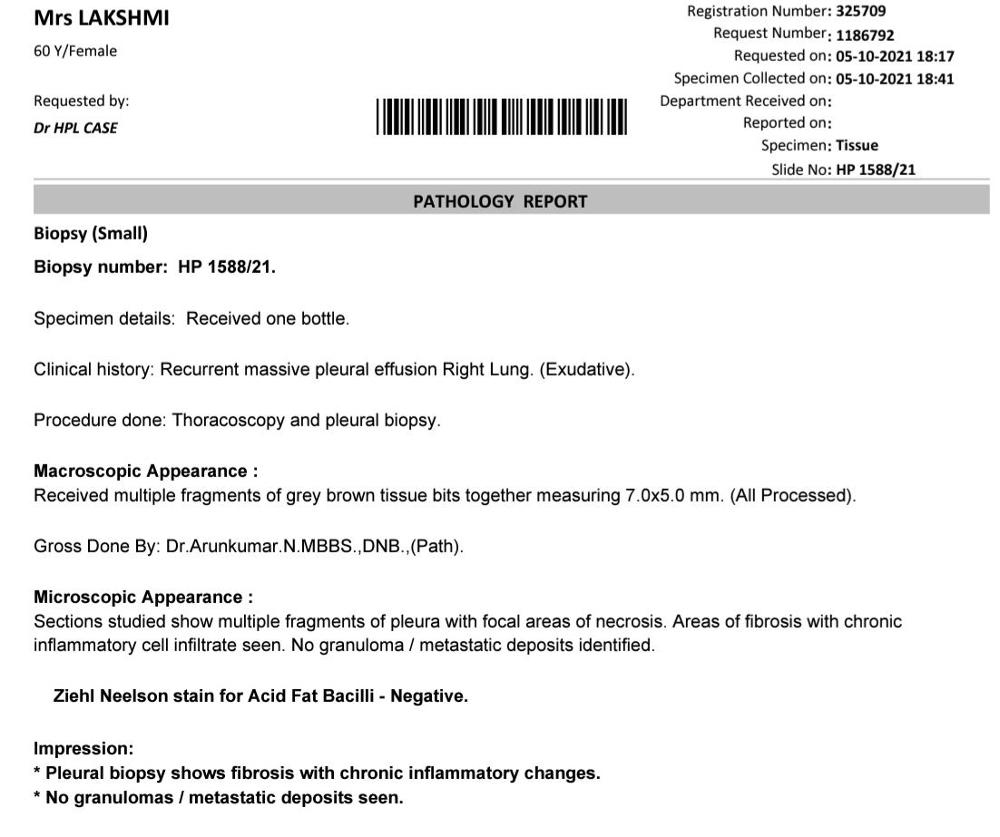 Mrs LAKSHMI
60 Y/Female
Requested by:
Dr HPL CASE
Registration Number: 325709
Request Number: 1186792
Requested on: 05-10-2021 18:17
Specimen Collected on: 05-10-2021 18:41
Department Received on:
Reported on:
Specimen: Tissue
Slide No: HP 1588/21
PATHOLOGY REPORT
Biopsy (Small)
Biopsy number: HP 1588/21.
Specimen details: Received one bottle.
Clinical history: Recurrent massive pleural effusion Right Lung. (Exudative).
Procedure done: Thoracoscopy and pleural biopsy.
Macroscopic Appearance :
Received multiple fragments of grey brown tissue bits together measuring 7.0x5.0 mm. (All Processed).
Gross Done By: Dr.Arunkumar.N.MBBS.,DNB.,(Path).
Microscopic Appearance :
Sections studied show multiple fragments of pleura with focal areas of necrosis. Areas of fibrosis with chronic
inflammatory cell infiltrate seen. No granuloma / metastatic deposits identified.
Ziehl Neelson stain for Acid Fat Bacilli - Negative.
Impression:
* Pleural biopsy shows fibrosis with chronic inflammatory changes.
* No granulomas / metastatic deposits seen.